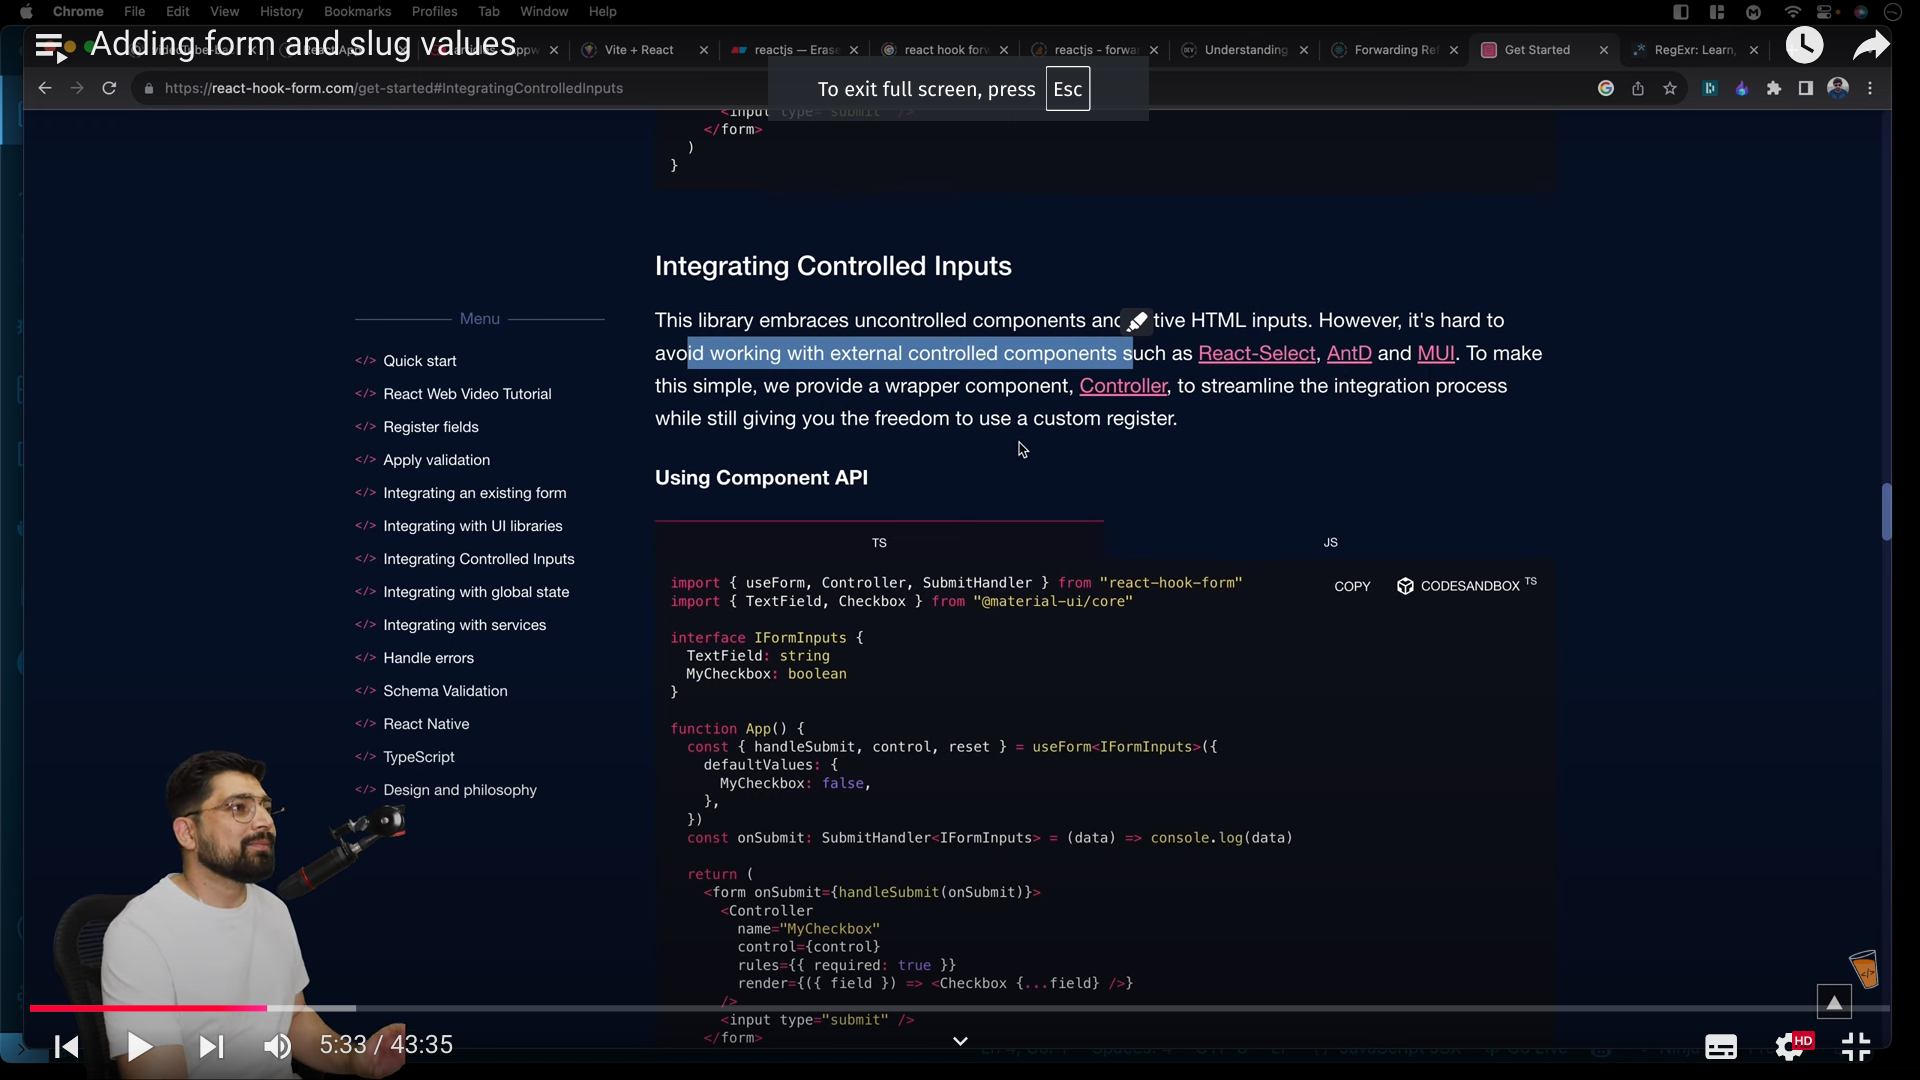 Chrome File Edit View History Bookmarks Profiles Tab Window Help
Adding form and slug values
Vite + React
reactjs — Eras
react hook for
reactjs - forwa
Understanding
Forwarding Ref
Get Started
RegExr: Learn,
https://react-hook-form.com/get-started#IntegratingControlledInputs
To exit full screen, press Esc
<input type="submit" />
</form>
)
}
Integrating Controlled Inputs
This library embraces uncontrolled components and tive HTML inputs. However, it's hard to
avoid working with external controlled components such as React-Select, AntD and MUI. To make
this simple, we provide a wrapper component, Controller, to streamline the integration process
while still giving you the freedom to use a custom register.
Menu
</> Quick start
</> React Web Video Tutorial
</> Register fields
</> Apply validation
</> Integrating an existing form
</> Integrating with UI libraries
</> Integrating Controlled Inputs
</> Integrating with global state
</> Integrating with services
</> Handle errors
</> Schema Validation
</> React Native
</> TypeScript
</> Design and philosophy
Using Component API
TS JS
COPY CODESANDBOX TS
import { useForm, Controller, SubmitHandler } from "react-hook-form"
import { TextField, Checkbox } from "@material-ui/core"
interface IFormInputs {
TextField: string
MyCheckbox: boolean
}
function App() {
const { handleSubmit, control, reset } = useForm<IFormInputs>({
defaultValues: {
MyCheckbox: false,
},
})
const onSubmit: SubmitHandler<IFormInputs> = (data) => console.log(data)
return (
<form onSubmit={handleSubmit(onSubmit)}>
<Controller
name="MyCheckbox"
control={control}
rules={{ required: true }}
render={({ field }) => <Checkbox {...field} />}
/>
<input type="submit" />
</form>
5:33 / 43:35
HD